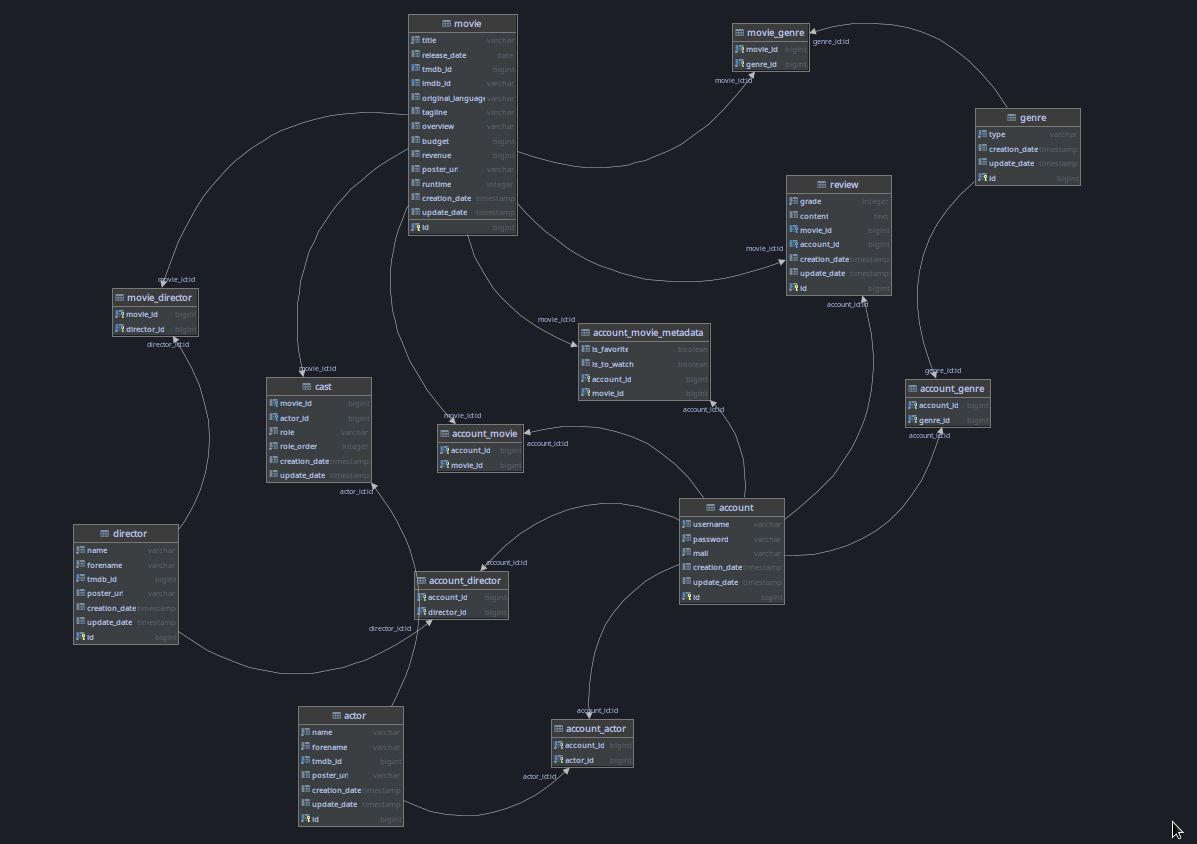 movie
title varchar
release_date date
tmdb_id bigint
imdb_id varchar
original_language varchar
tagline varchar
overview varchar
budget bigint
revenue bigint
poster_url varchar
runtime integer
creation_date timestamp
update_date timestamp
id bigint
movie_genre
movie_id bigint
genre_id bigint
genre_id:id
movie_id:id
genre
type varchar
creation_date timestamp
update_date timestamp
id bigint
review
grade integer
content text
movie_id bigint
account_id bigint
creation_date timestamp
update_date timestamp
id bigint
movie_id:id
account_id:id
movie_id:id
movie_director
movie_id bigint
director_id bigint
director_id:id
movie_id:id
account_movie_metadata
is_favorite boolean
is_to_watch boolean
account_id bigint
movie_id bigint
account_id:id
movie_id:id
cast
movie_id bigint
actor_id bigint
role varchar
role_order integer
creation_date timestamp
update_date timestamp
actor_id:id
genre_id:id
account_genre
account_id bigint
genre_id bigint
account_id:id
movie_id:id
account_movie
account_id bigint
movie_id bigint
account_id:id
account
username varchar
password varchar
mail varchar
creation_date timestamp
update_date timestamp
id bigint
director
name varchar
forename varchar
tmdb_id bigint
poster_url varchar
creation_date timestamp
update_date timestamp
id bigint
account_id:id
account_director
account_id bigint
director_id bigint
director_id:id
actor
name varchar
forename varchar
tmdb_id bigint
poster_url varchar
creation_date timestamp
update_date timestamp
id bigint
account_id:id
account_actor
account_id bigint
actor_id bigint
actor_id:id